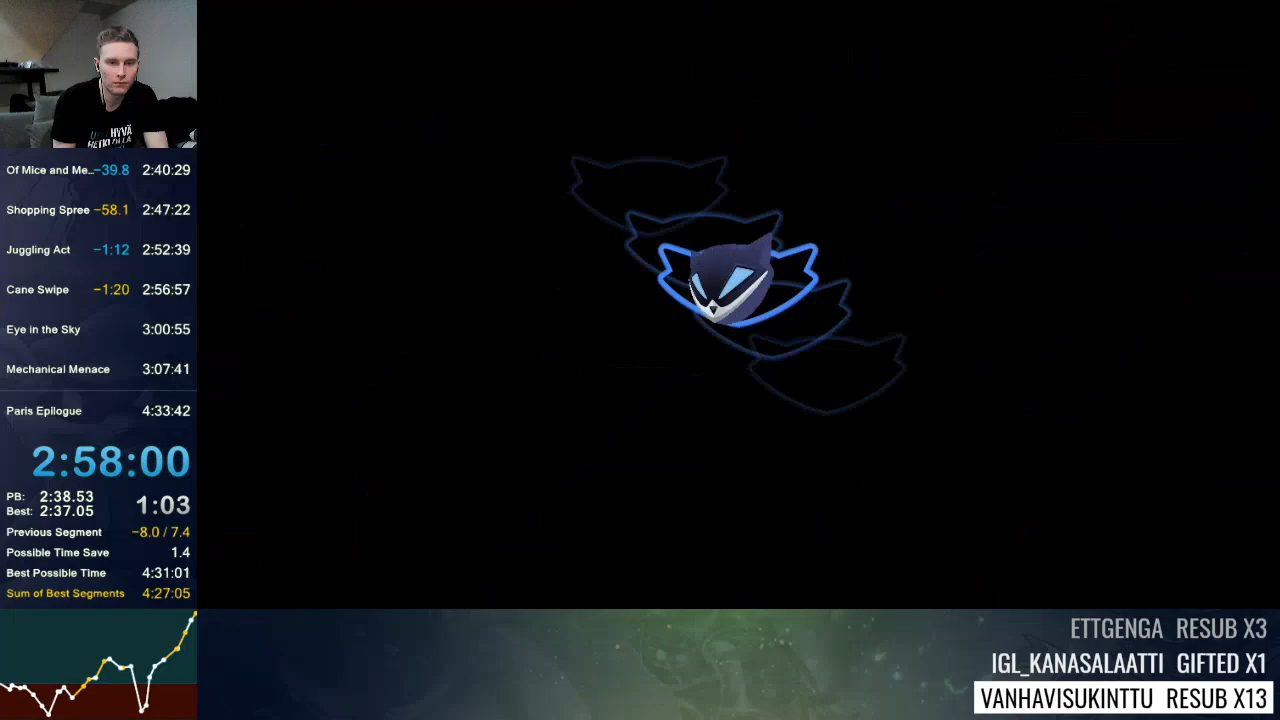 HYVÄ
Of Mice and Me... −39.8 2:40:29
Shopping Spree −58.1 2:47:22
Juggling Act −1:12 2:52:39
Cane Swipe −1:20 2:56:57
Eye in the Sky 3:00:55
Mechanical Menace 3:07:41
Paris Epilogue 4:33:42
2:58:00
PB: 2:38.53
Best: 2:37.05
1:03
Previous Segment −8.0 / 7.4
Possible Time Save 1.4
Best Possible Time 4:31:01
Sum of Best Segments 4:27:05
ETTGENGA RESUB X3
IGL_KANASALAATTI GIFTED X1
VANHAVISUKINTTU RESUB X13